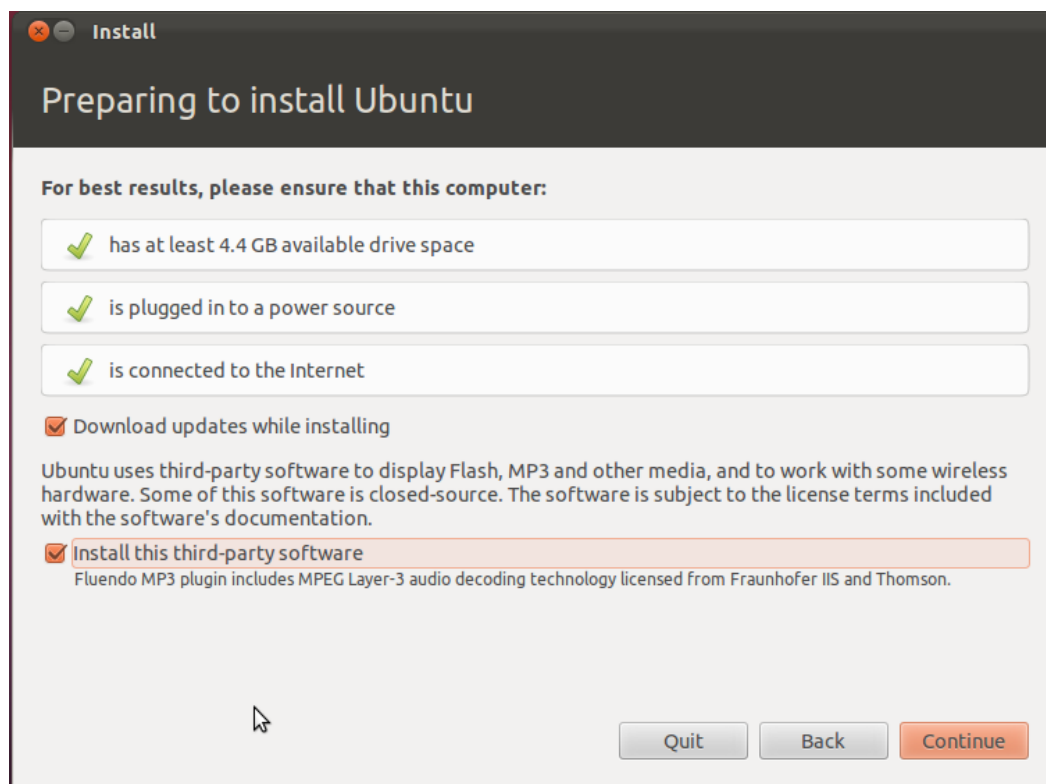 Install
Preparing to install Ubuntu
For best results, please ensure that this computer:
has at least 4.4 GB available drive space
is plugged in to a power source
is connected to the Internet
Download updates while installing
Ubuntu uses third-party software to display Flash, MP3 and other media, and to work with some wireless
hardware. Some of this software is closed-source. The software is subject to the license terms included
with the software's documentation.
Install this third-party software
Fluendo MP3 plugin includes MPEG Layer-3 audio decoding technology licensed from Fraunhofer IIS and Thomson.
Quit Back Continue